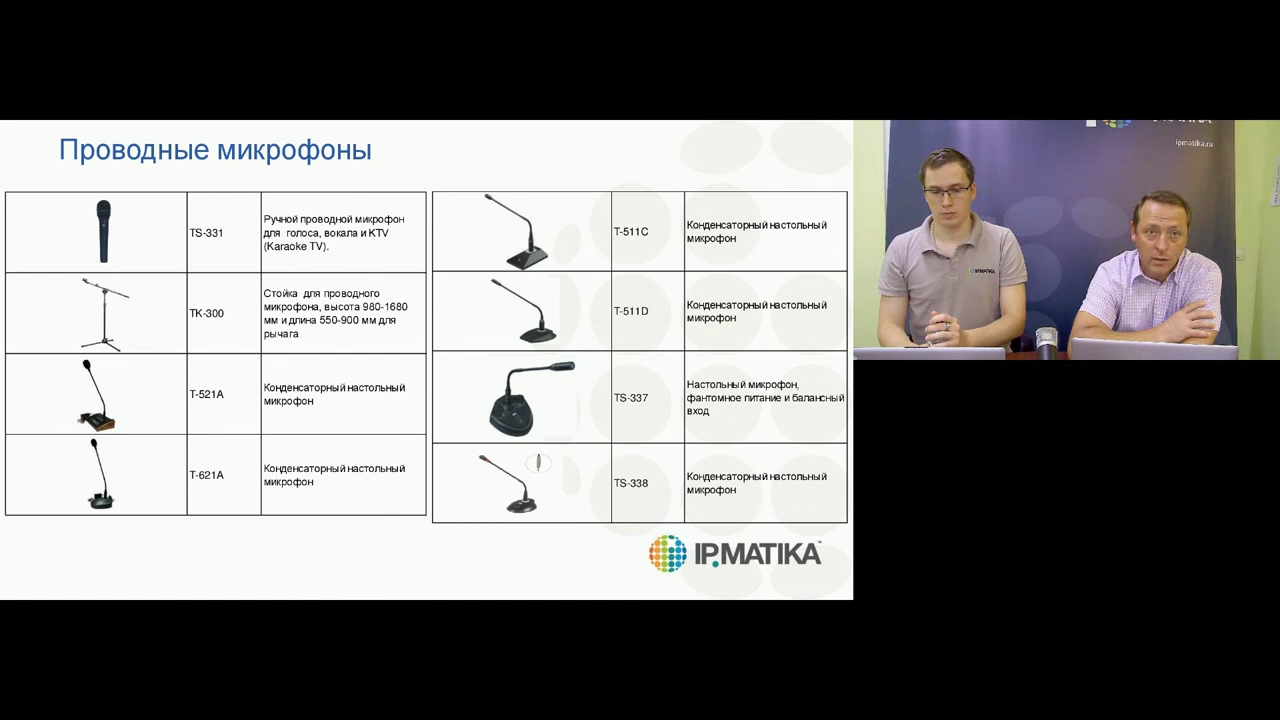 Проводные микрофоны
TS-331
Ручной проводной микрофон
для голоса, вокала и KTV
(Karaoke TV).
TK-300
Стойка для проводного
микрофона, высота 980-1680
мм и длина 550-900 мм для
рычага
T-521A
Конденсаторный настольный
микрофон
T-621A
Конденсаторный настольный
микрофон
T-511C
Конденсаторный настольный
микрофон
T-511D
Конденсаторный настольный
микрофон
TS-337
Настольный микрофон,
фантомное питание и балансный
вход
TS-338
Конденсаторный настольный
микрофон
IP.MATIKA™
ipmatika.ru
IP.MATIKA